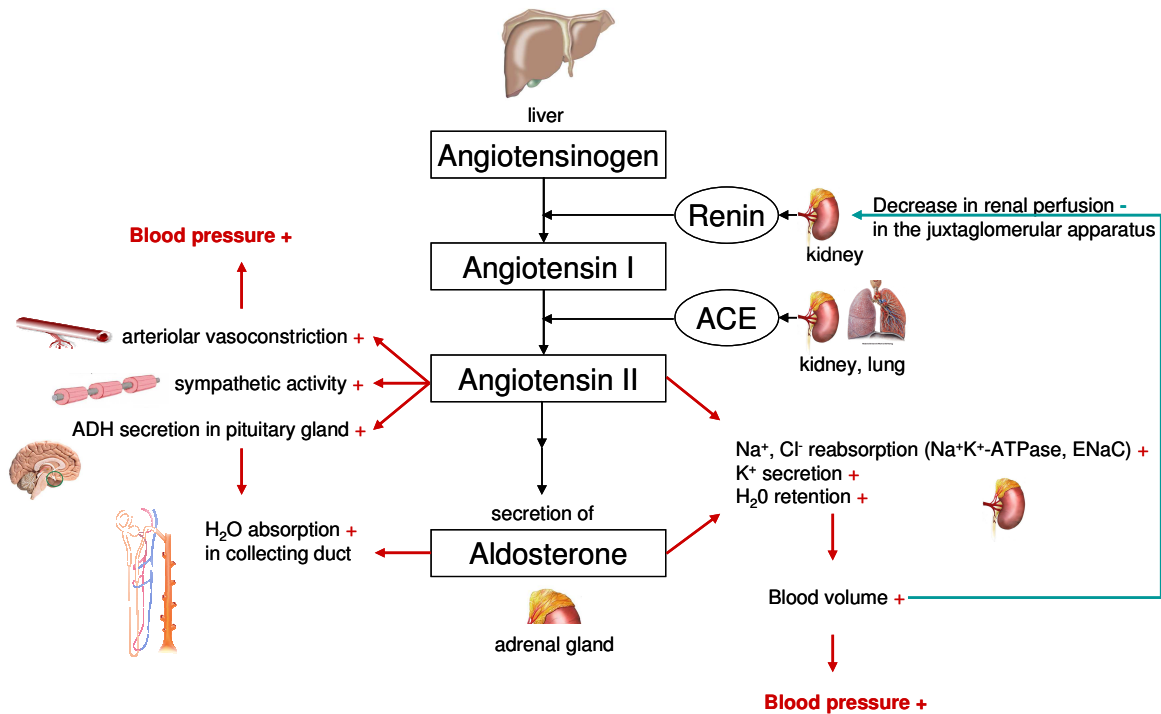 liver
Angiotensinogen
Renin
Decrease in renal perfusion -
in the juxtaglomerular apparatus
kidney
Blood pressure +
Angiotensin I
ACE
kidney, lung
arteriolar vasoconstriction +
sympathetic activity +
ADH secretion in pituitary gland +
Angiotensin II
Na⁺, Cl⁻ reabsorption (Na⁺K⁺-ATPase, ENaC) +
K⁺ secretion +
H₂0 retention +
H₂O absorption +
in collecting duct
secretion of
Aldosterone
adrenal gland
Blood volume +
Blood pressure +